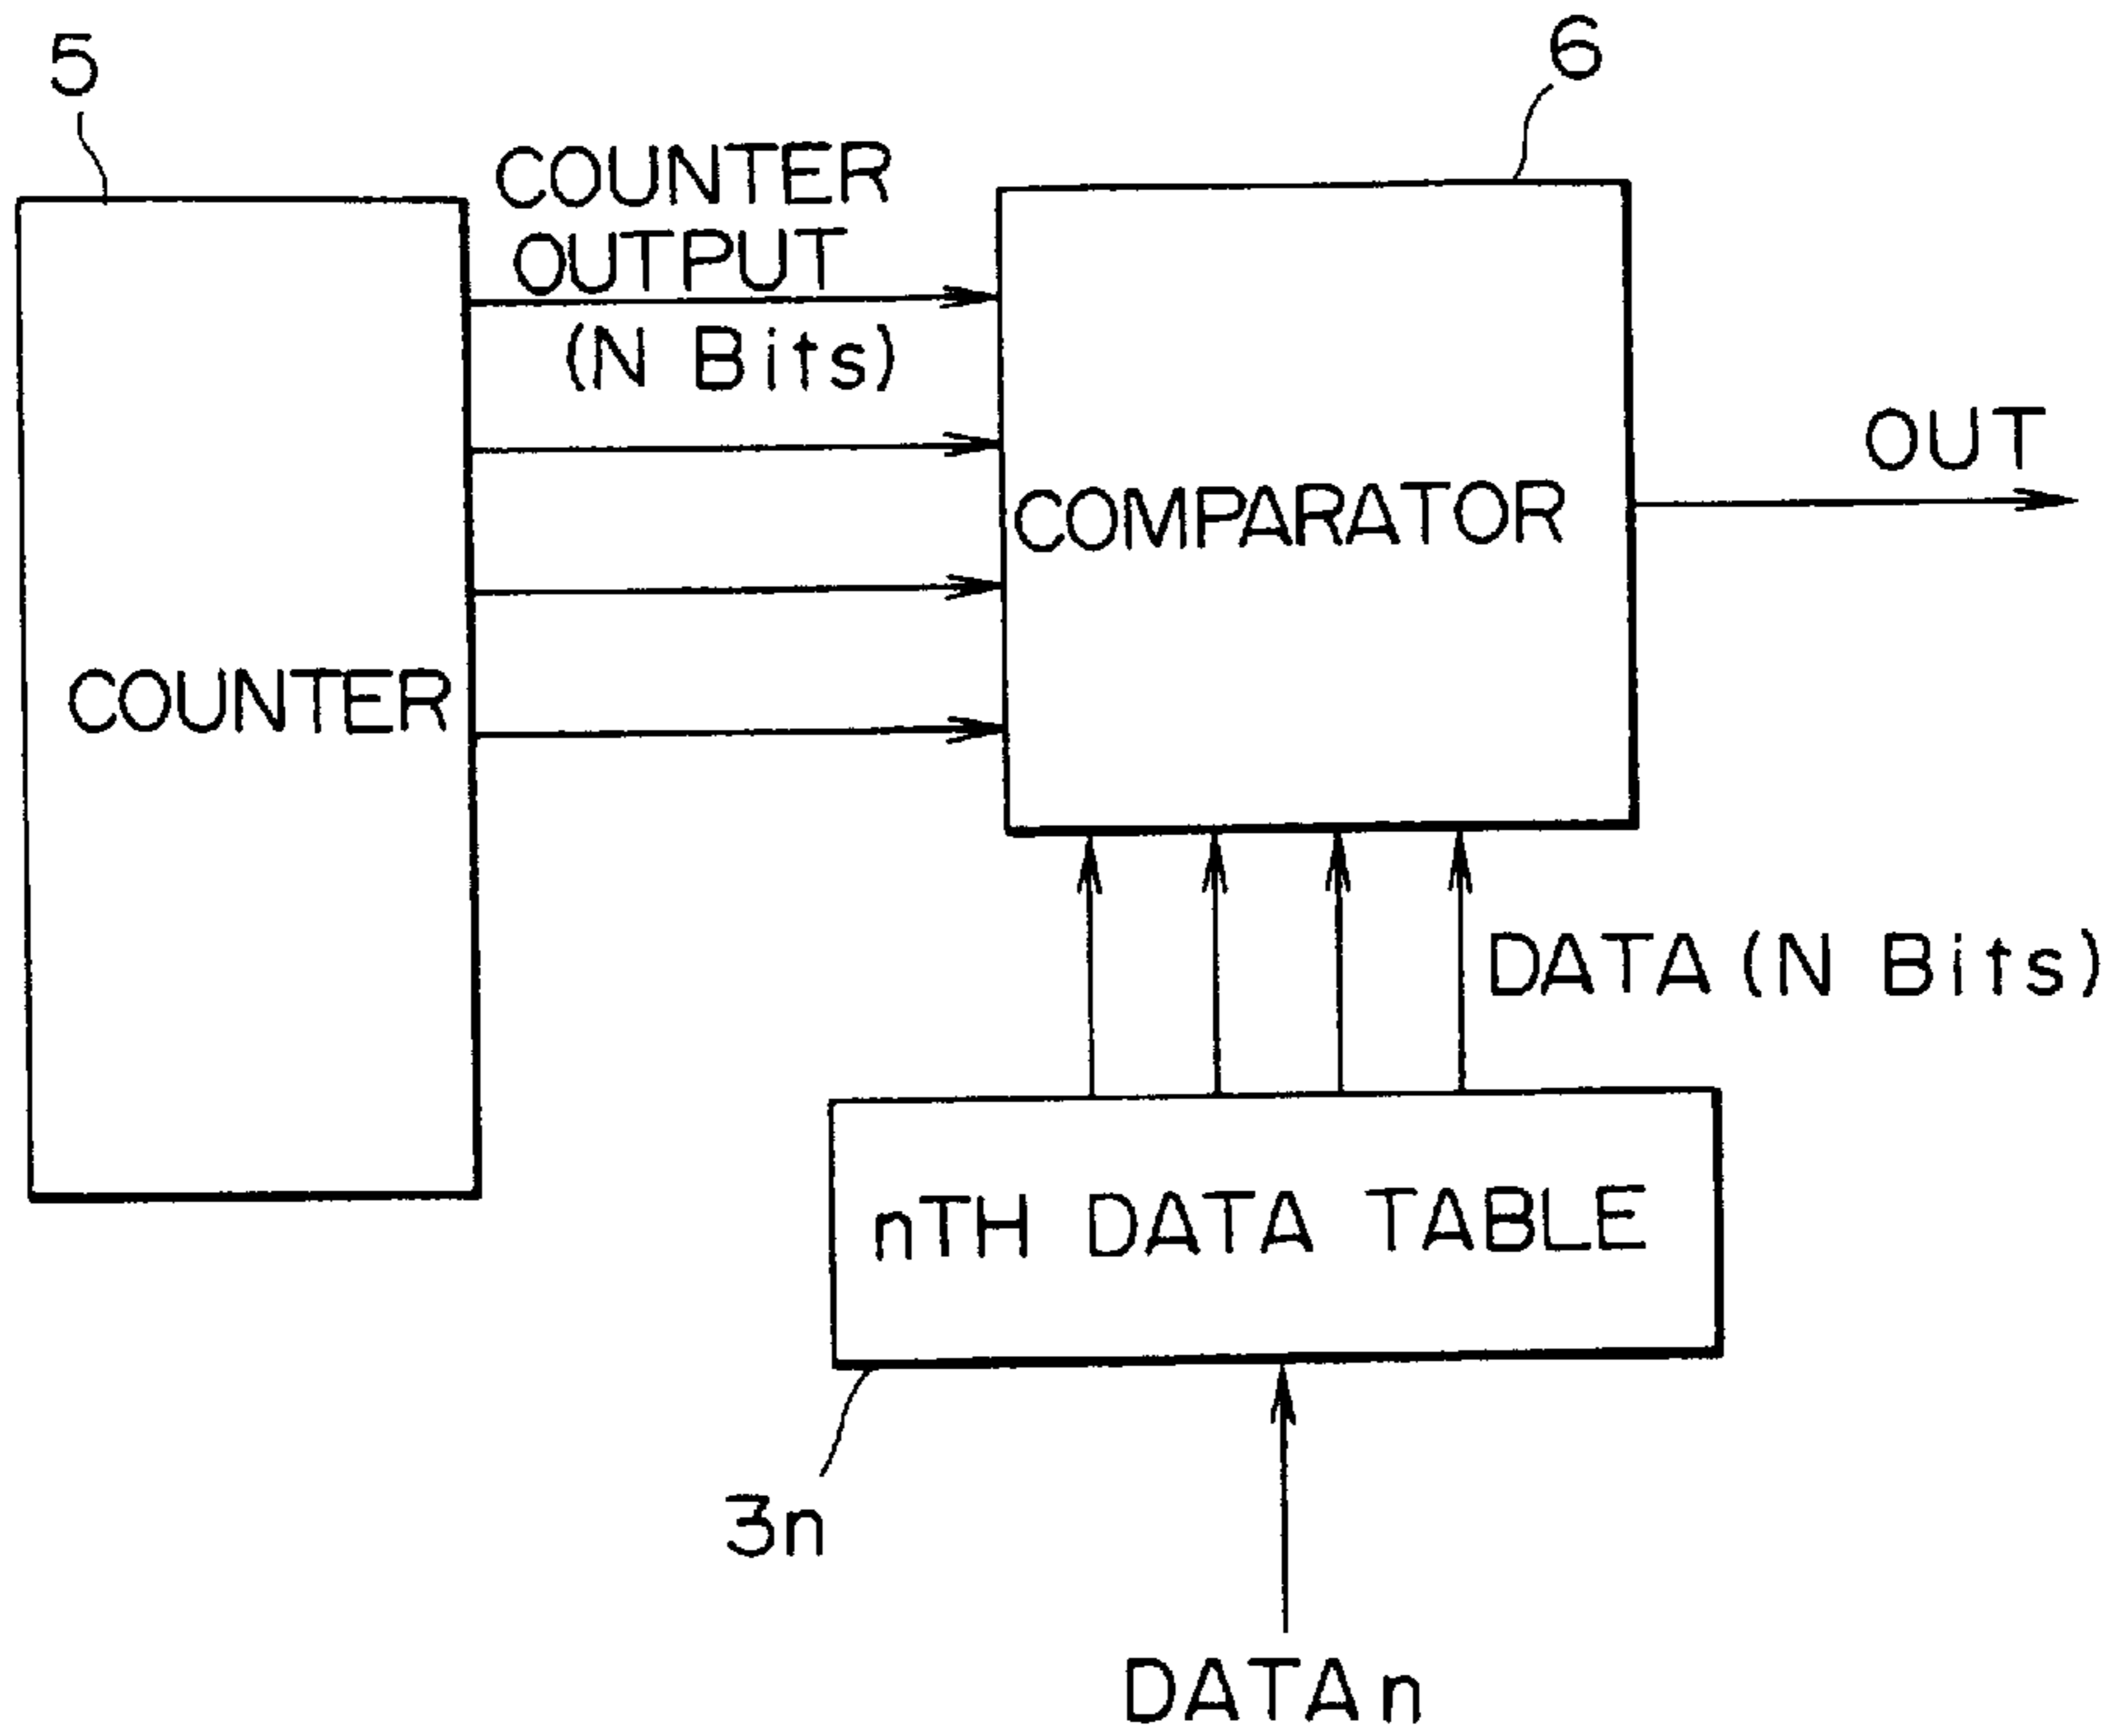 5
6
COUNTER
OUTPUT
(N Bits)
OUT
COMPARATOR
COUNTER
DATA (N Bits)
nTH DATA TABLE
3n
DATAn